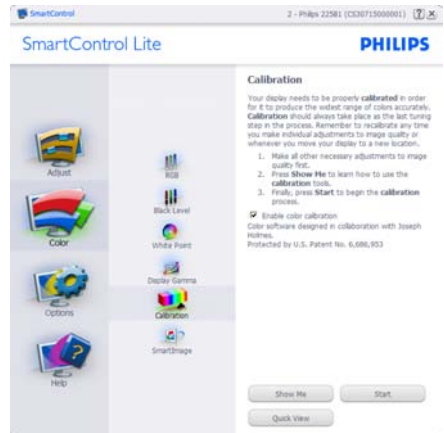 SmartControl
2 - Philips 225B1 (CS30715000001)
SmartControl Lite
PHILIPS
Adjust
Color
Options
Help
RGB
Black Level
White Point
Display Gamma
Calibration
SmartImage
Calibration
Your display needs to be properly calibrated in order
for it to produce the widest range of colors accurately.
Calibration should always take place as the last tuning
step in the process. Remember to recalibrate any time
you make individual adjustments to image quality or
whenever you move your display to a new location.
1. Make all other necessary adjustments to image
quality first.
2. Press Show Me to learn how to use the
calibration tools.
3. Finally, press Start to begin the calibration
process.
Enable color calibration
Color software designed in collaboration with Joseph
Holmes.
Protected by U.S. Patent No. 6,686,953
Show Me
Start
Quick View